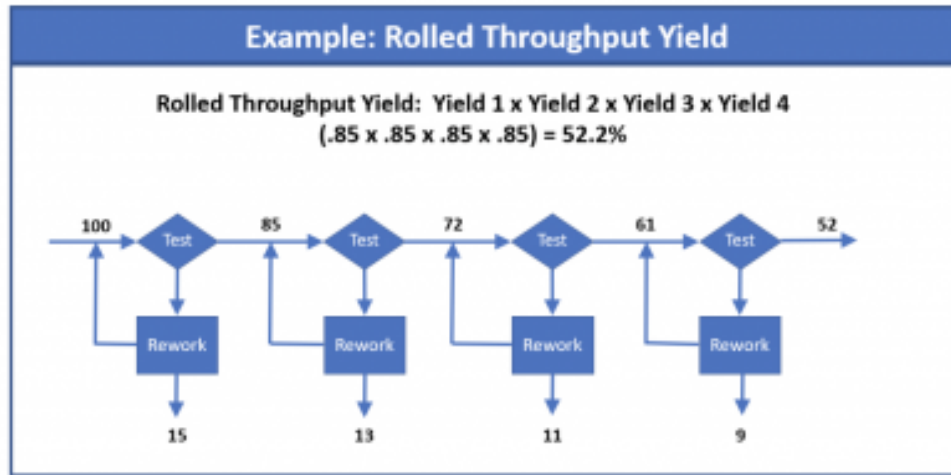 Example: Rolled Throughput Yield
Rolled Throughput Yield: Yield 1 x Yield 2 x Yield 3 x Yield 4
(.85 x .85 x .85 x .85) = 52.2%
100 85 72 61 52
Test Test Test Test
Rework Rework Rework Rework
15 13 11 9